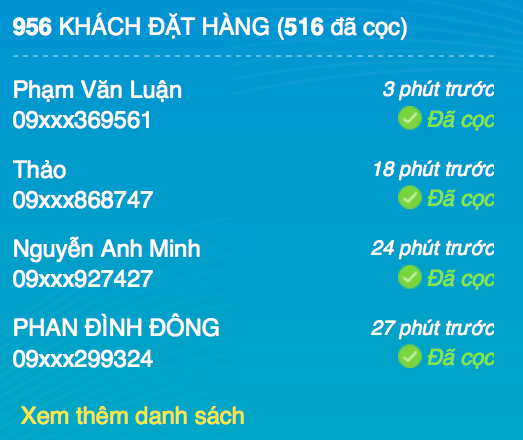 956 KHÁCH ĐẶT HÀNG (516 đã cọc)
Phạm Văn Luận 3 phút trước
09xxx369561 Đã cọc
Thảo 18 phút trước
09xxx868747 Đã cọc
Nguyễn Anh Minh 24 phút trước
09xxx927427 Đã cọc
PHAN ĐÌNH ĐÔNG 27 phút trước
09xxx299324 Đã cọc
Xem thêm danh sách